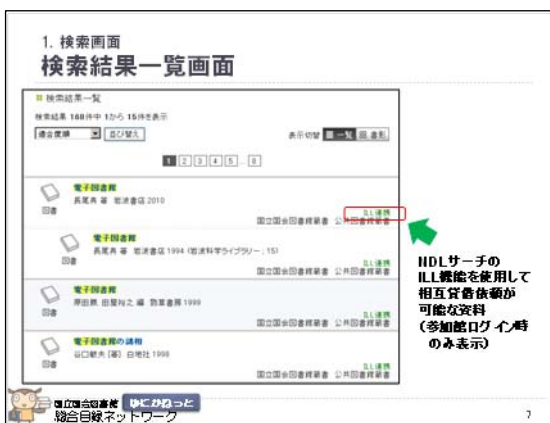 1. 検索画面
検索結果一覧画面
検索結果一覧
検索結果 168件中 1から 15件を表示
適合度順 並び替え
表示切替 一覧 書影
1 2 3 4 5 .. 8
電子図書館
長尾真 著 岩波書店 2010
図書
ILL連携
国立国会図書館蔵書 公共図書館蔵書
電子図書館
長尾真 著 岩波書店 1994 (岩波科学ライブラリー ; 15)
図書
ILL連携
国立国会図書館蔵書 公共図書館蔵書
電子図書館
原田勝, 田屋裕之 編 勁草書房 1999
図書
ILL連携
国立国会図書館蔵書 公共図書館蔵書
電子図書館の諸相
谷口敏夫 [著] 白地社 1998
図書
ILL連携
国立国会図書館蔵書 公共図書館蔵書
NDLサーチの
ILL機能を使用して
相互貸借依頼が
可能な資料
(参加館ログイン時
のみ表示)
国立国会図書館 ゆにかねっと
総合目録ネットワーク
7